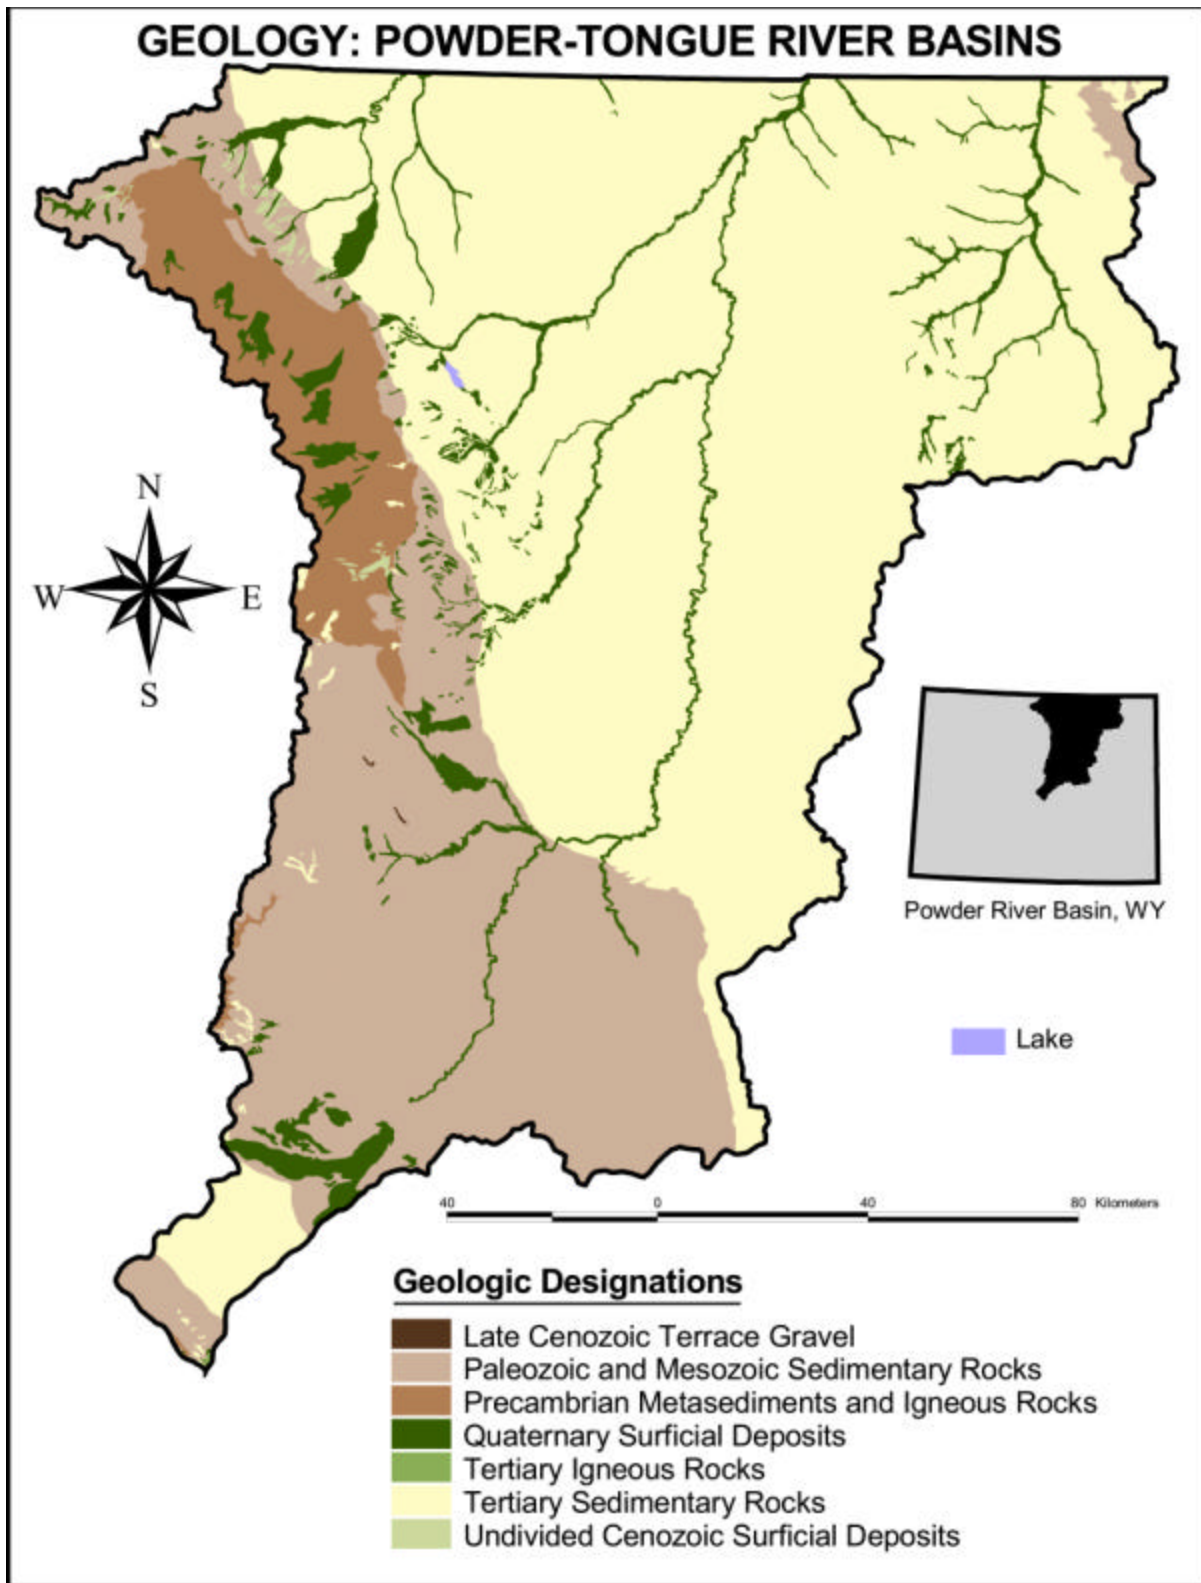 GEOLOGY: POWDER-TONGUE RIVER BASINS
N
W
E
S
Powder River Basin, WY
Lake
40 0 40 80 Kilometers
Geologic Designations
Late Cenozoic Terrace Gravel
Paleozoic and Mesozoic Sedimentary Rocks
Precambrian Metasediments and Igneous Rocks
Quaternary Surficial Deposits
Tertiary Igneous Rocks
Tertiary Sedimentary Rocks
Undivided Cenozoic Surficial Deposits